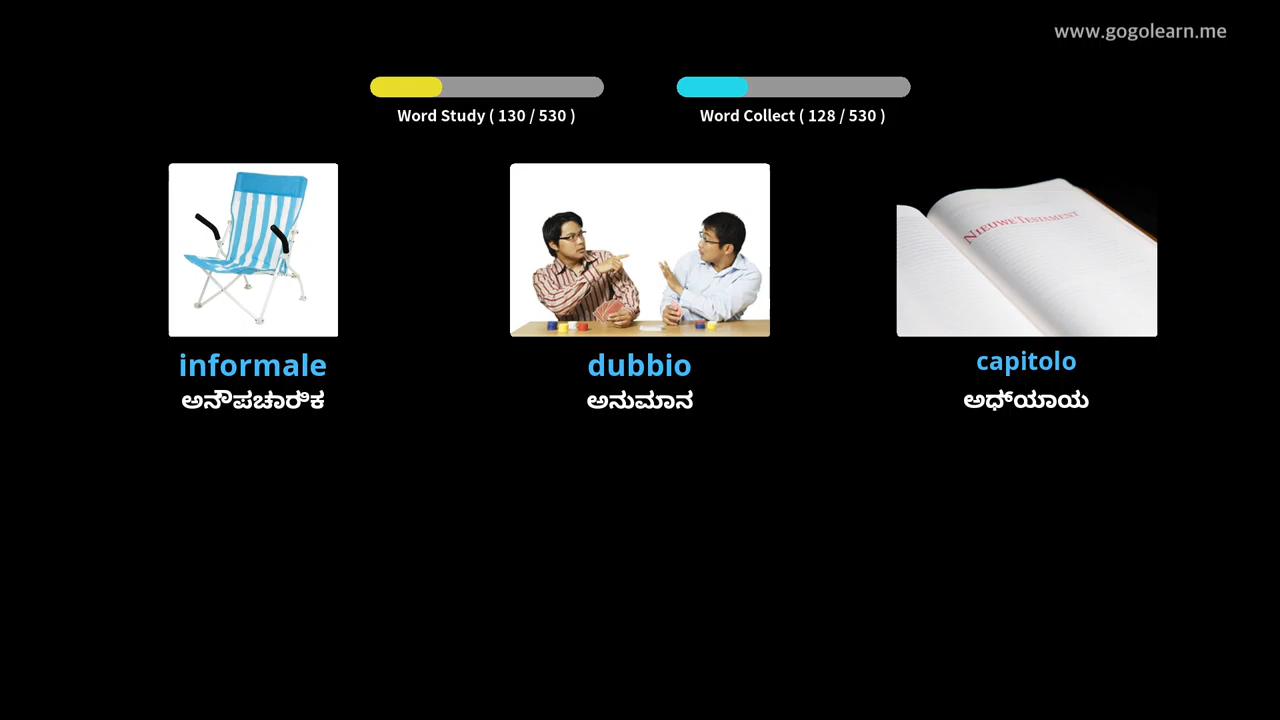 www.gogolearn.me
Word Study ( 130 / 530 )
Word Collect ( 128 / 530 )
NIEUWE TESTAMENT
informale
dubbio
capitolo
ಅನೌಪಚಾರಿಕ
ಅನುಮಾನ
ಅಧ್ಯಾಯ